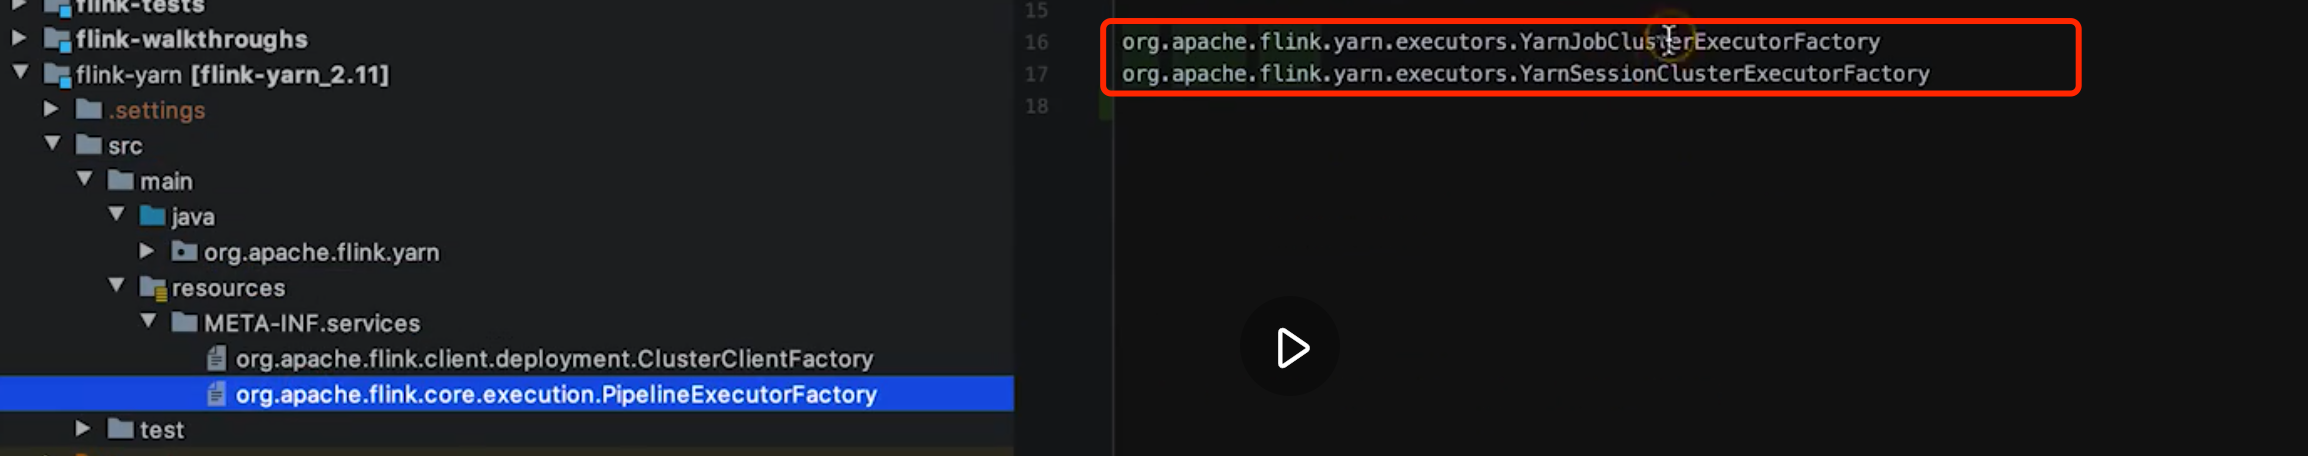 flink-tests
flink-walkthroughs
flink-yarn [flink-yarn_2.11]
.settings
src
main
java
org.apache.flink.yarn
resources
META-INF.services
org.apache.flink.client.deployment.ClusterClientFactory
org.apache.flink.core.execution.PipelineExecutorFactory
test
15
16 org.apache.flink.yarn.executors.YarnJobClusterExecutorFactory
17 org.apache.flink.yarn.executors.YarnSessionClusterExecutorFactory
18